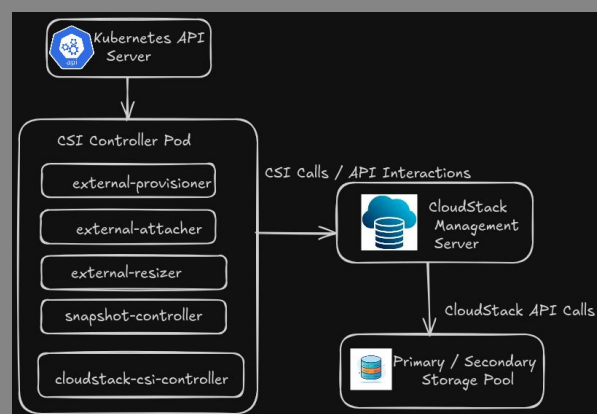 Kubernetes API
Server
api
CSI Controller Pod
external-provisioner
external-attacher
external-resizer
snapshot-controller
cloudstack-csi-controller
CSI Calls / API Interactions
CloudStack
Management
Server
CloudStack API Calls
Primary / Secondary
Storage Pool